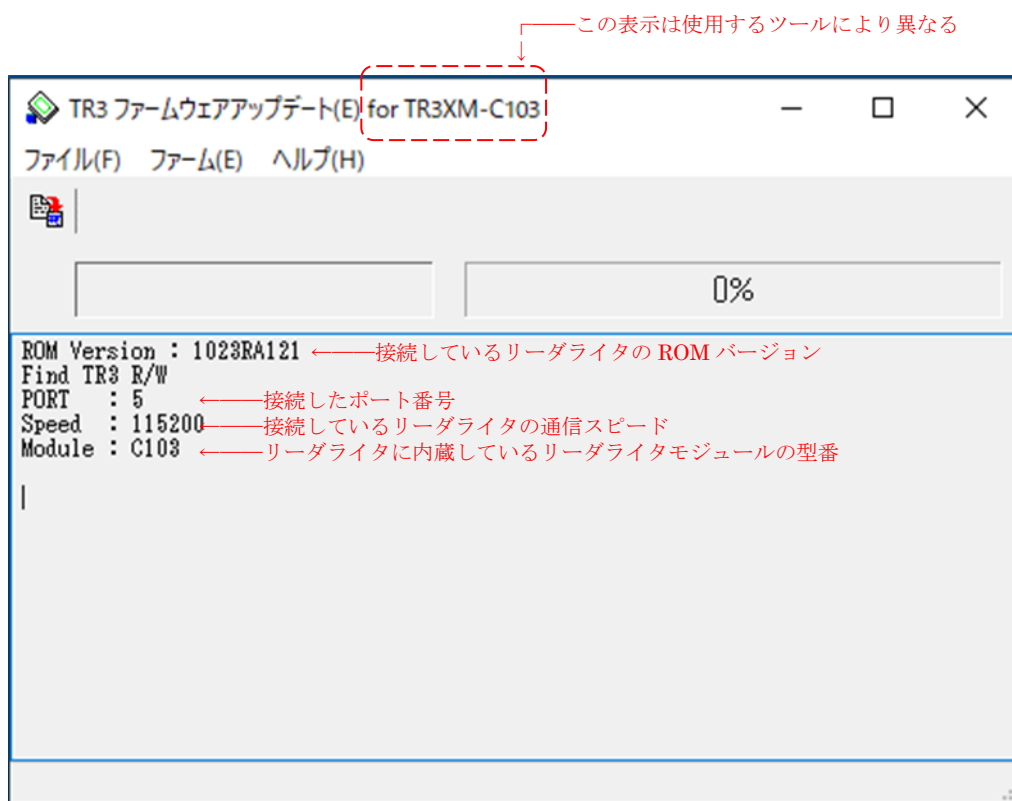 この表示は使用するツールにより異なる
TR3 ファームウェアアップデート(E) for TR3XM-C103
ファイル(F) ファーム(E) ヘルプ(H)
0%
ROM Version : 1023RA121 ←──接続しているリーダライタの ROM バージョン
Find TR3 R/W
PORT : 5 ←──接続したポート番号
Speed : 115200←──接続しているリーダライタの通信スピード
Module : C103 ←──リーダライタに内蔵しているリーダライタモジュールの型番